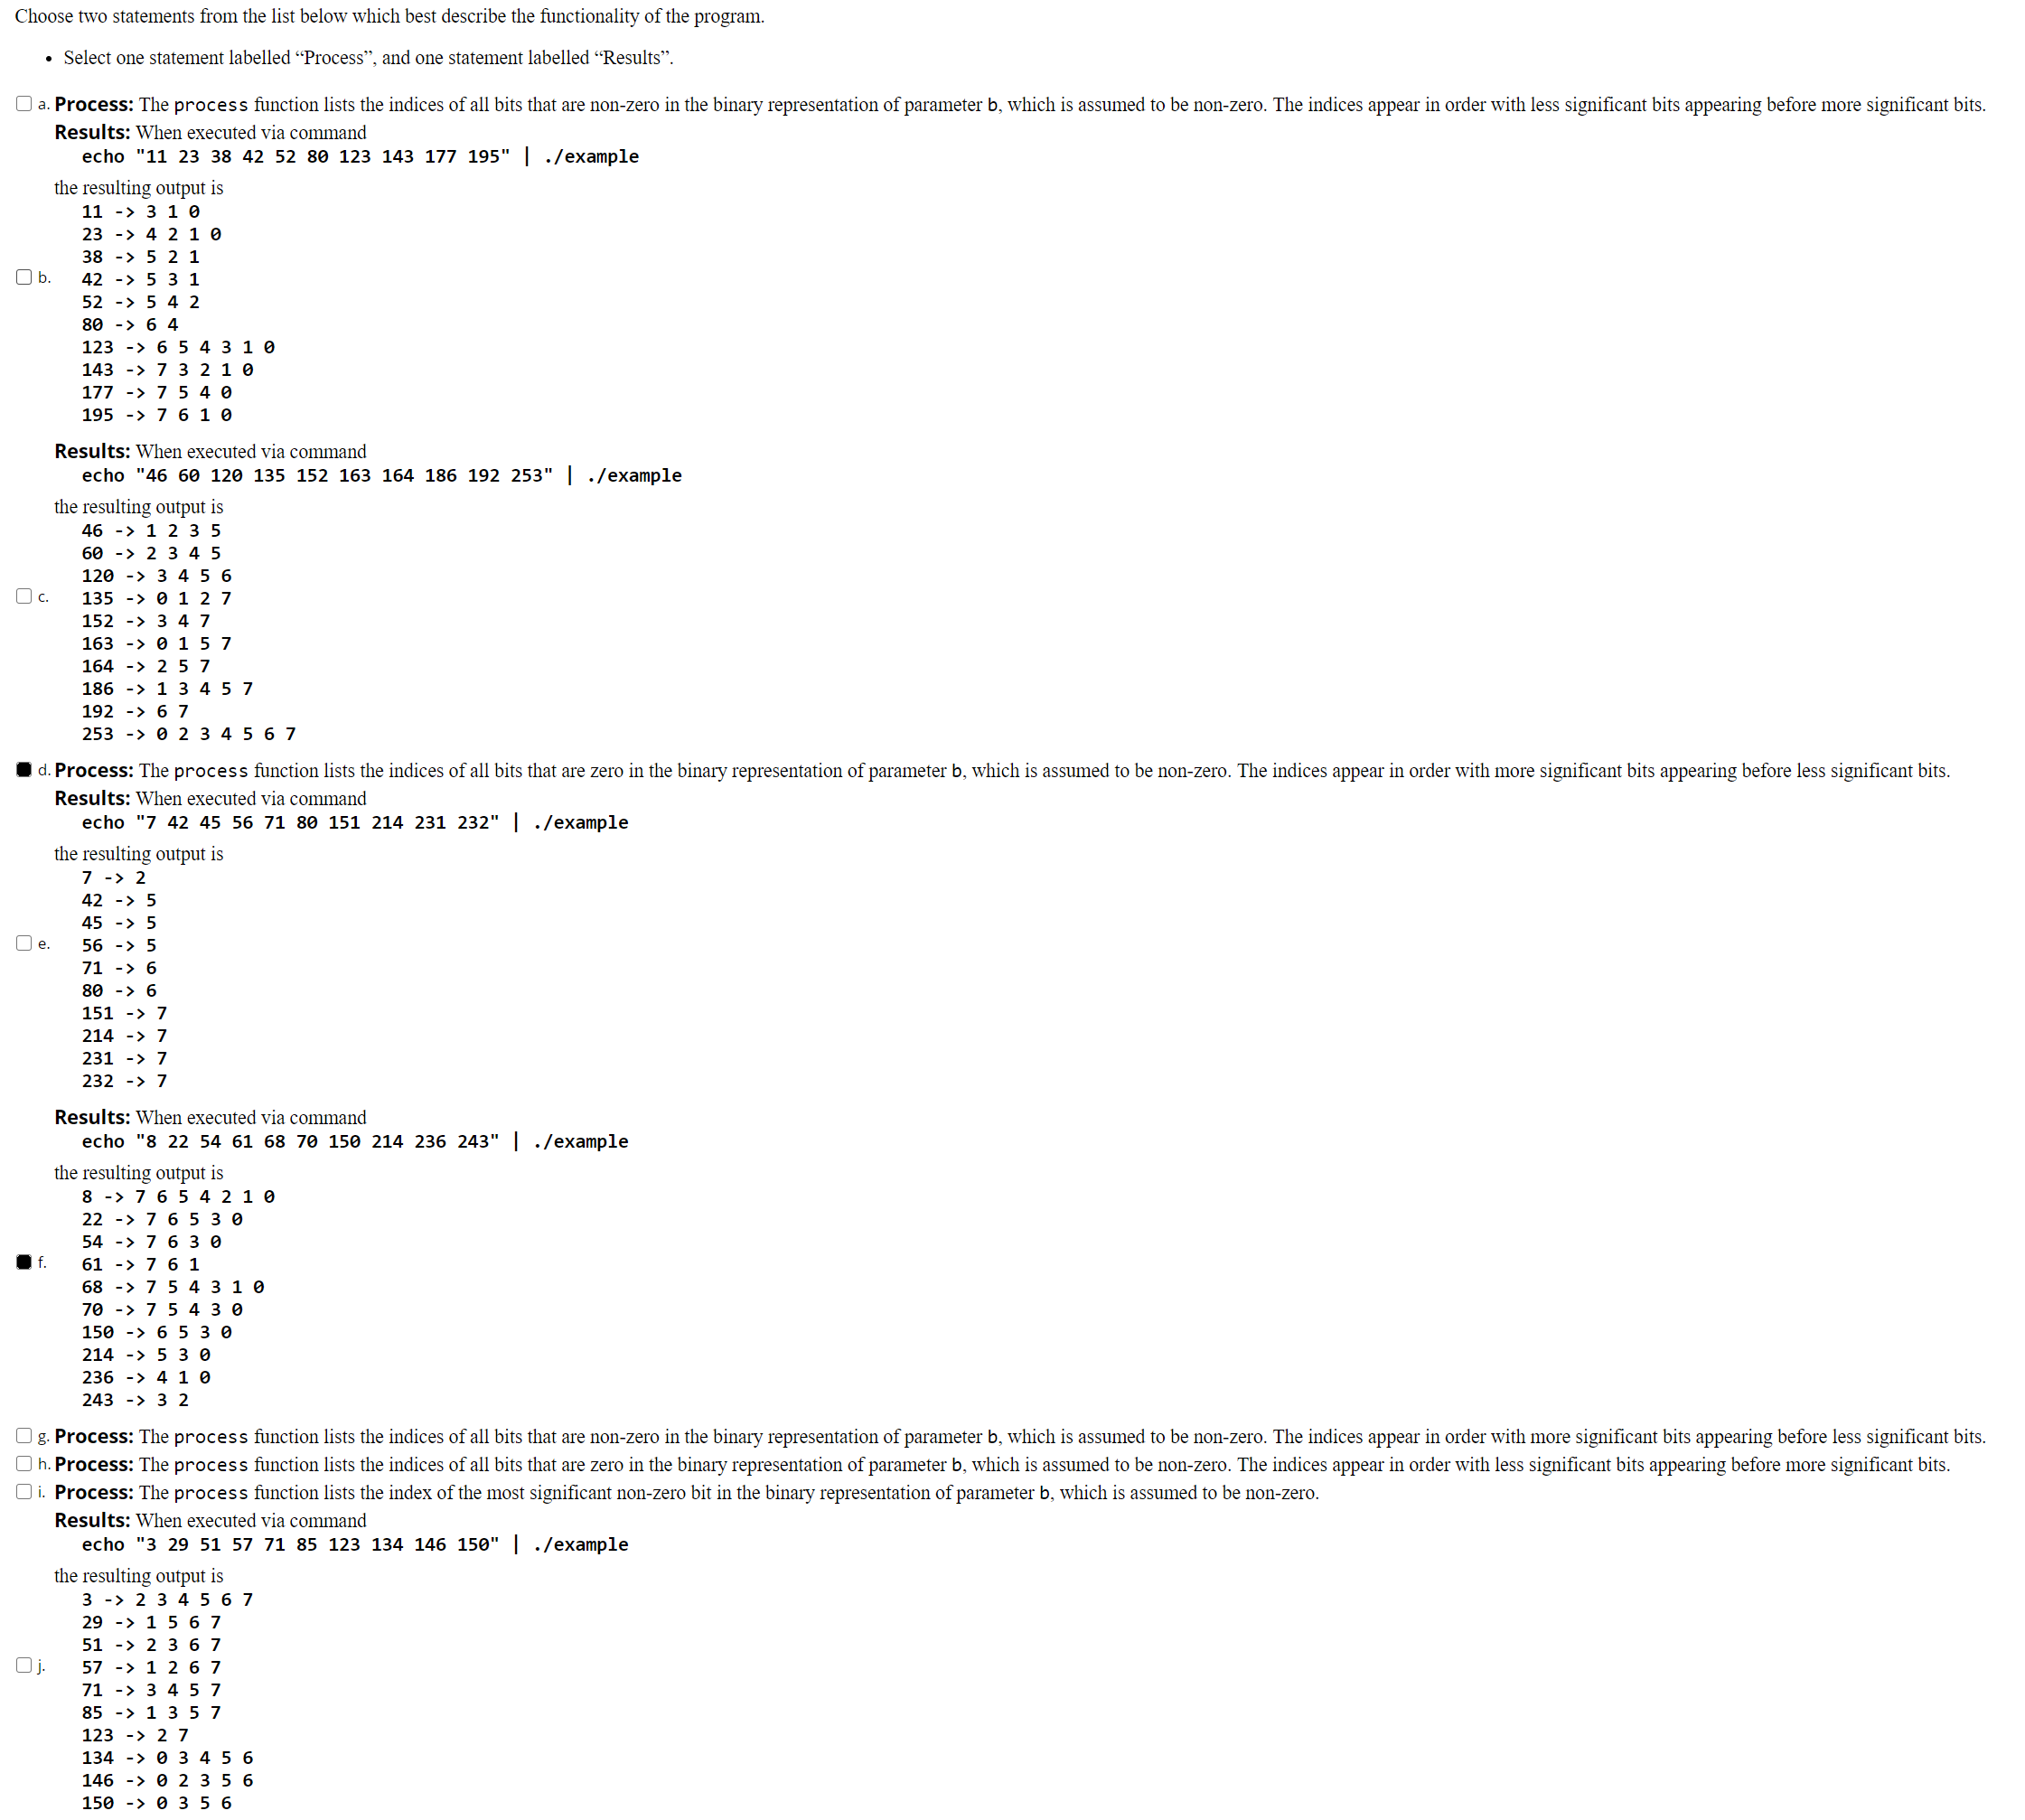 Choose two statements from the list below which best describe the functionality of the program.
• Select one statement labelled “Process”, and one statement labelled “Results”.
a. Process: The process function lists the indices of all bits that are non-zero in the binary representation of parameter b, which is assumed to be non-zero. The indices appear in order with less significant bits appearing before more significant bits.
Results: When executed via command
echo "11 23 38 42 52 80 123 143 177 195" | ./example
the resulting output is
11 -> 3 1 0
23 -> 4 2 1 0
38 -> 5 2 1
b. 42 -> 5 3 1
52 -> 5 4 2
80 -> 6 4
123 -> 6 5 4 3 1 0
143 -> 7 3 2 1 0
177 -> 7 5 4 0
195 -> 7 6 1 0
Results: When executed via command
echo "46 60 120 135 152 163 164 186 192 253" | ./example
the resulting output is
46 -> 1 2 3 5
60 -> 2 3 4 5
120 -> 3 4 5 6
c. 135 -> 0 1 2 7
152 -> 3 4 7
163 -> 0 1 5 7
164 -> 2 5 7
186 -> 1 3 4 5 7
192 -> 6 7
253 -> 0 2 3 4 5 6 7
d. Process: The process function lists the indices of all bits that are zero in the binary representation of parameter b, which is assumed to be non-zero. The indices appear in order with more significant bits appearing before less significant bits.
Results: When executed via command
echo "7 42 45 56 71 80 151 214 231 232" | ./example
the resulting output is
7 -> 2
42 -> 5
45 -> 5
e. 56 -> 5
71 -> 6
80 -> 6
151 -> 7
214 -> 7
231 -> 7
232 -> 7
Results: When executed via command
echo "8 22 54 61 68 70 150 214 236 243" | ./example
the resulting output is
8 -> 7 6 5 4 2 1 0
22 -> 7 6 5 3 0
54 -> 7 6 3 0
f. 61 -> 7 6 1
68 -> 7 5 4 3 1 0
70 -> 7 5 4 3 0
150 -> 6 5 3 0
214 -> 5 3 0
236 -> 4 1 0
243 -> 3 2
g. Process: The process function lists the indices of all bits that are non-zero in the binary representation of parameter b, which is assumed to be non-zero. The indices appear in order with more significant bits appearing before less significant bits.
h. Process: The process function lists the indices of all bits that are zero in the binary representation of parameter b, which is assumed to be non-zero. The indices appear in order with less significant bits appearing before more significant bits.
i. Process: The process function lists the index of the most significant non-zero bit in the binary representation of parameter b, which is assumed to be non-zero.
Results: When executed via command
echo "3 29 51 57 71 85 123 134 146 150" | ./example
the resulting output is
3 -> 2 3 4 5 6 7
29 -> 1 5 6 7
51 -> 2 3 6 7
j. 57 -> 1 2 6 7
71 -> 3 4 5 7
85 -> 1 3 5 7
123 -> 2 7
134 -> 0 3 4 5 6
146 -> 0 2 3 5 6
150 -> 0 3 5 6